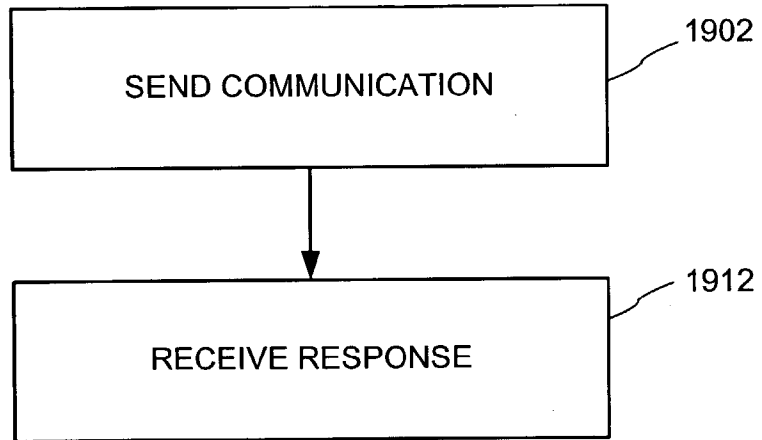 1902
SEND COMMUNICATION
1912
RECEIVE RESPONSE